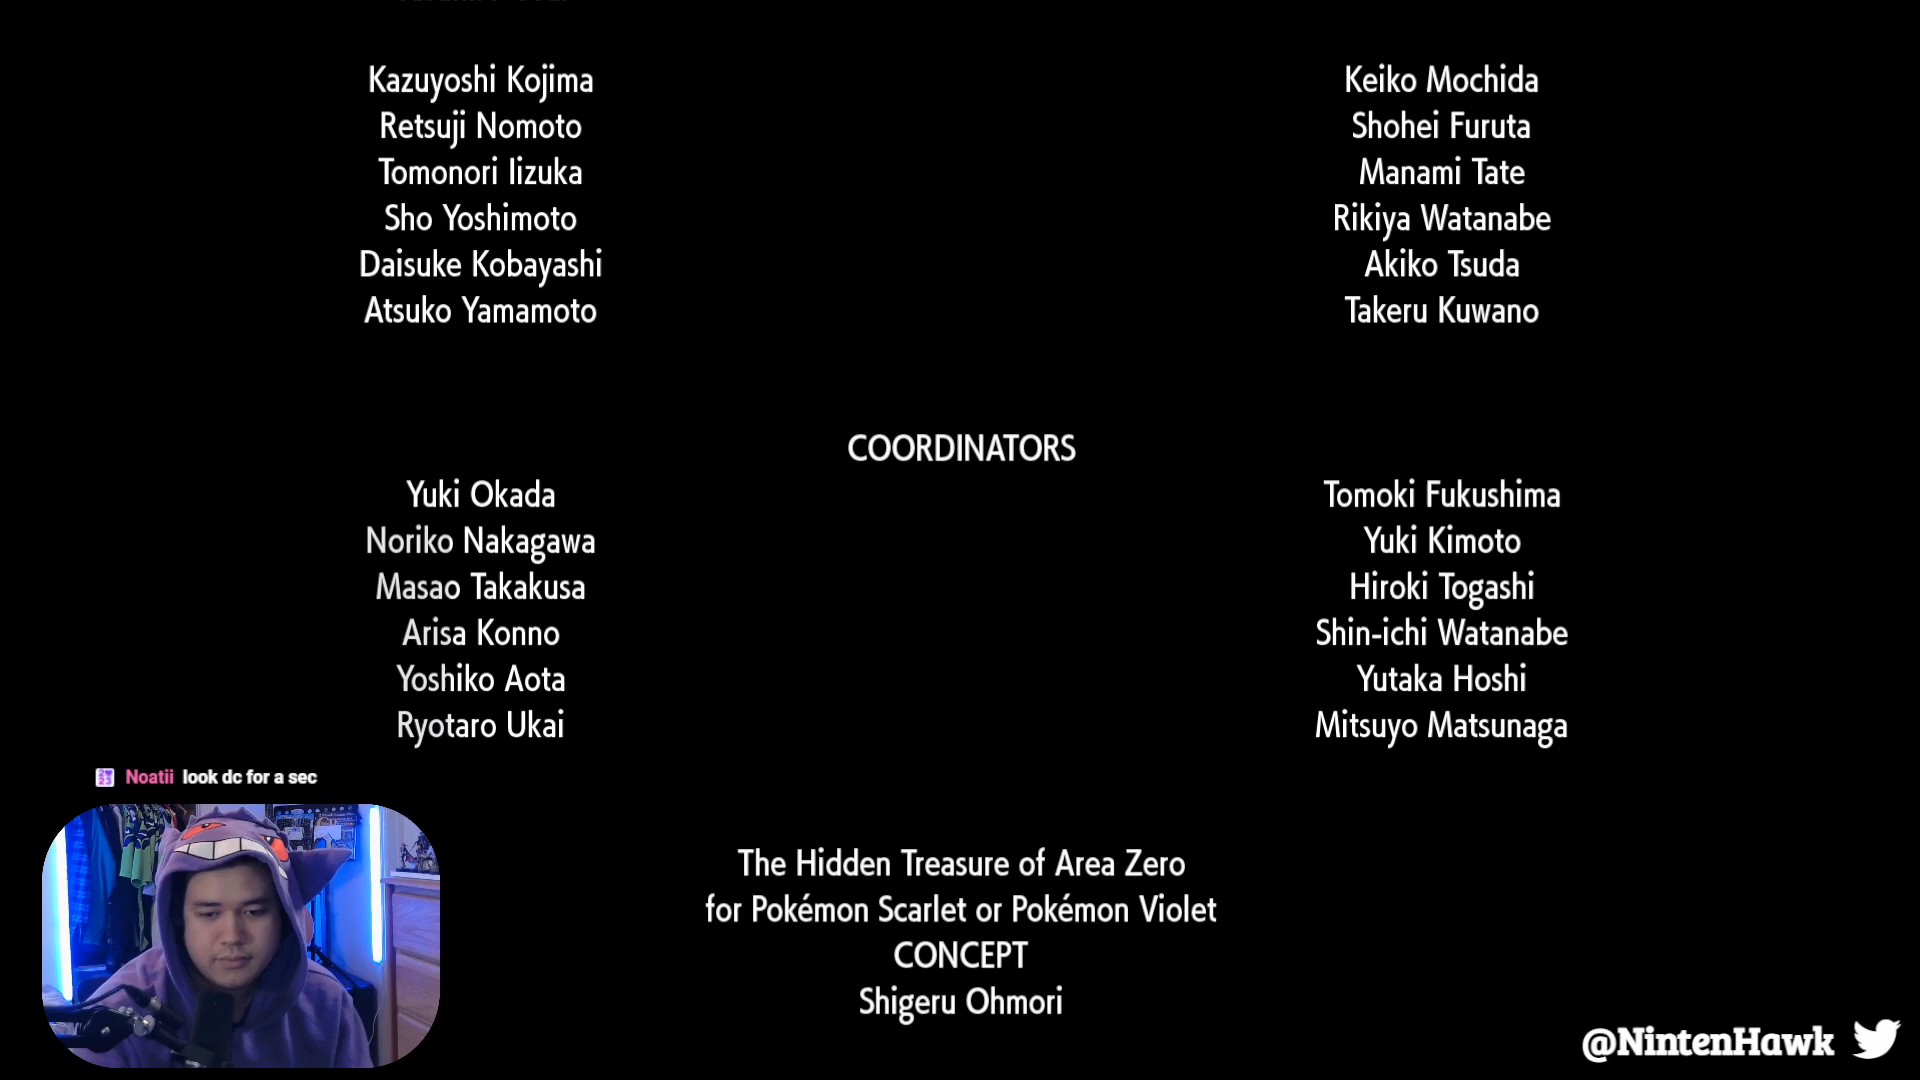 Kazuyoshi Kojima
Retsuji Nomoto
Tomonori Iizuka
Sho Yoshimoto
Daisuke Kobayashi
Atsuko Yamamoto
Keiko Mochida
Shohei Furuta
Manami Tate
Rikiya Watanabe
Akiko Tsuda
Takeru Kuwano
COORDINATORS
Yuki Okada
Noriko Nakagawa
Masao Takakusa
Arisa Konno
Yoshiko Aota
Ryotaro Ukai
Tomoki Fukushima
Yuki Kimoto
Hiroki Togashi
Shin-ichi Watanabe
Yutaka Hoshi
Mitsuyo Matsunaga
Noatii look dc for a sec
The Hidden Treasure of Area Zero
for Pokémon Scarlet or Pokémon Violet
CONCEPT
Shigeru Ohmori
@NintenHawk